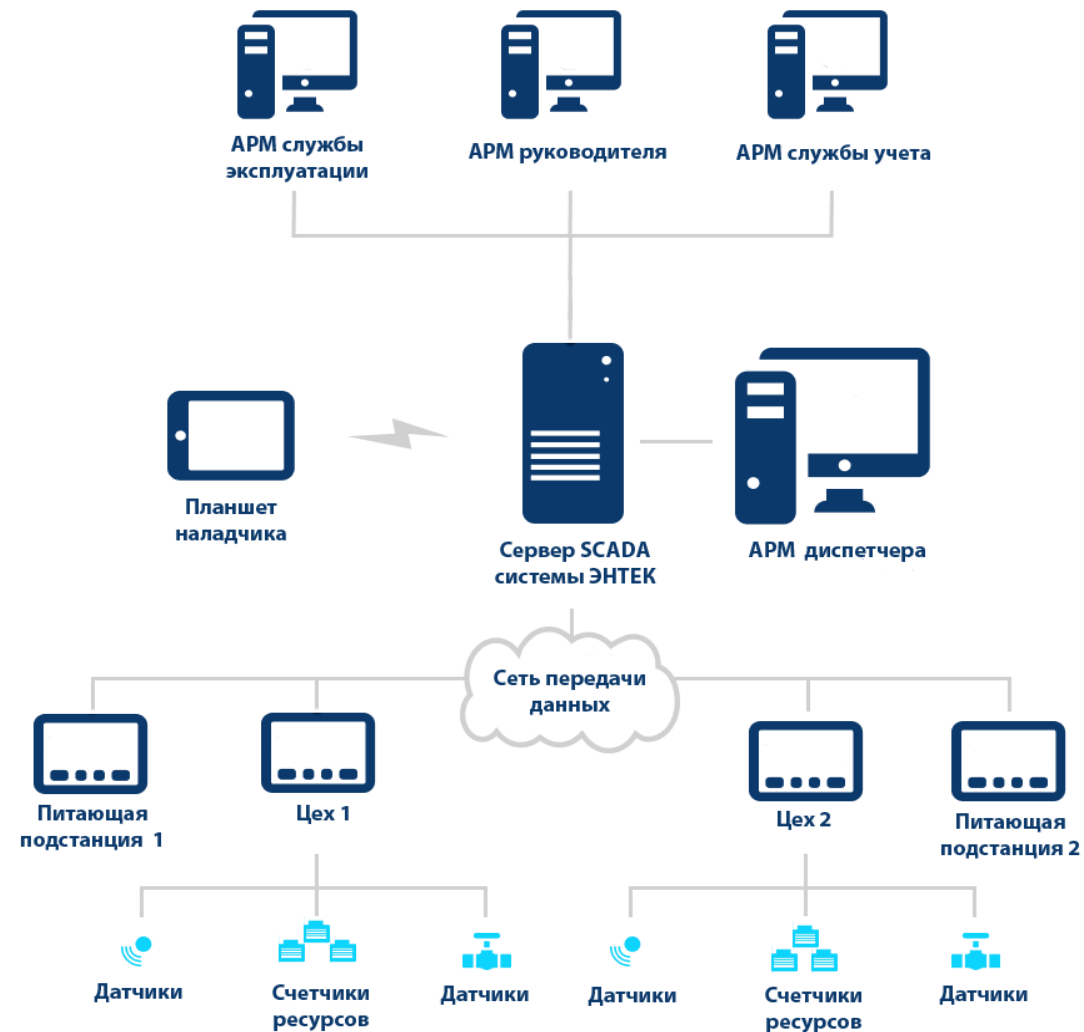 АРМ службы
эксплуатации
АРМ руководителя
АРМ службы учета
Планшет
наладчика
Сервер SCADA
системы ЭНТЕК
АРМ диспетчера
Сеть передачи
данных
Питающая
подстанция 1
Цех 1
Цех 2
Питающая
подстанция 2
Датчики
Счетчики
ресурсов
Датчики
Датчики
Счетчики
ресурсов
Датчики